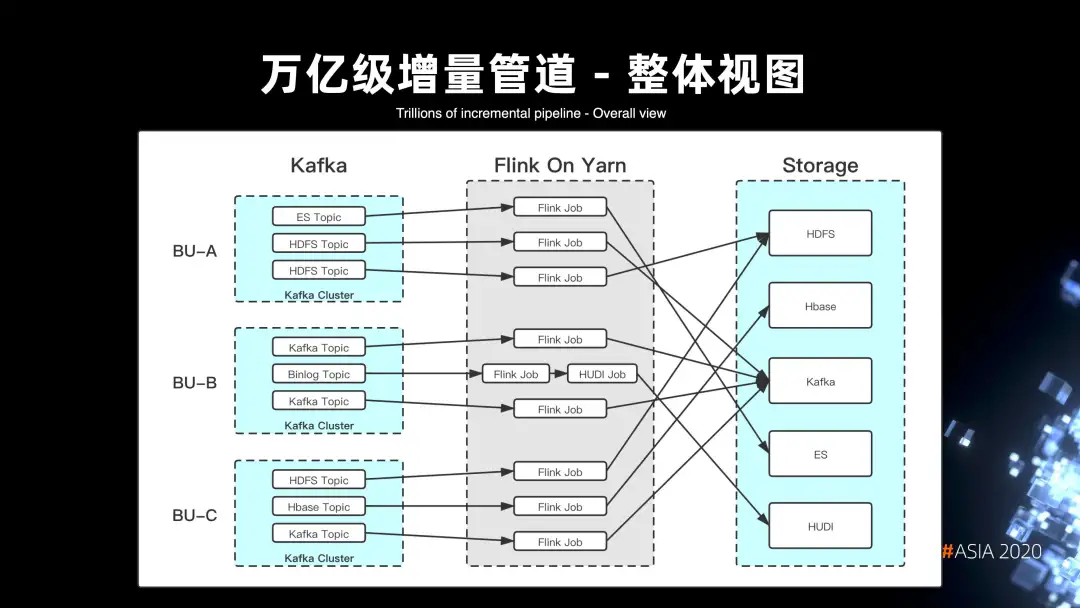 万亿级增量管道 - 整体视图
Trillions of incremental pipeline - Overall view
Kafka
Flink On Yarn
Storage
BU-A
ES Topic
HDFS Topic
HDFS Topic
Kafka Cluster
BU-B
Kafka Topic
Binlog Topic
Kafka Topic
Kafka Cluster
BU-C
HDFS Topic
Hbase Topic
Kafka Topic
Kafka Cluster
Flink Job
Flink Job
Flink Job
Flink Job
Flink Job
HUDI Job
Flink Job
Flink Job
Flink Job
Flink Job
HDFS
Hbase
Kafka
ES
HUDI
#ASIA 2020